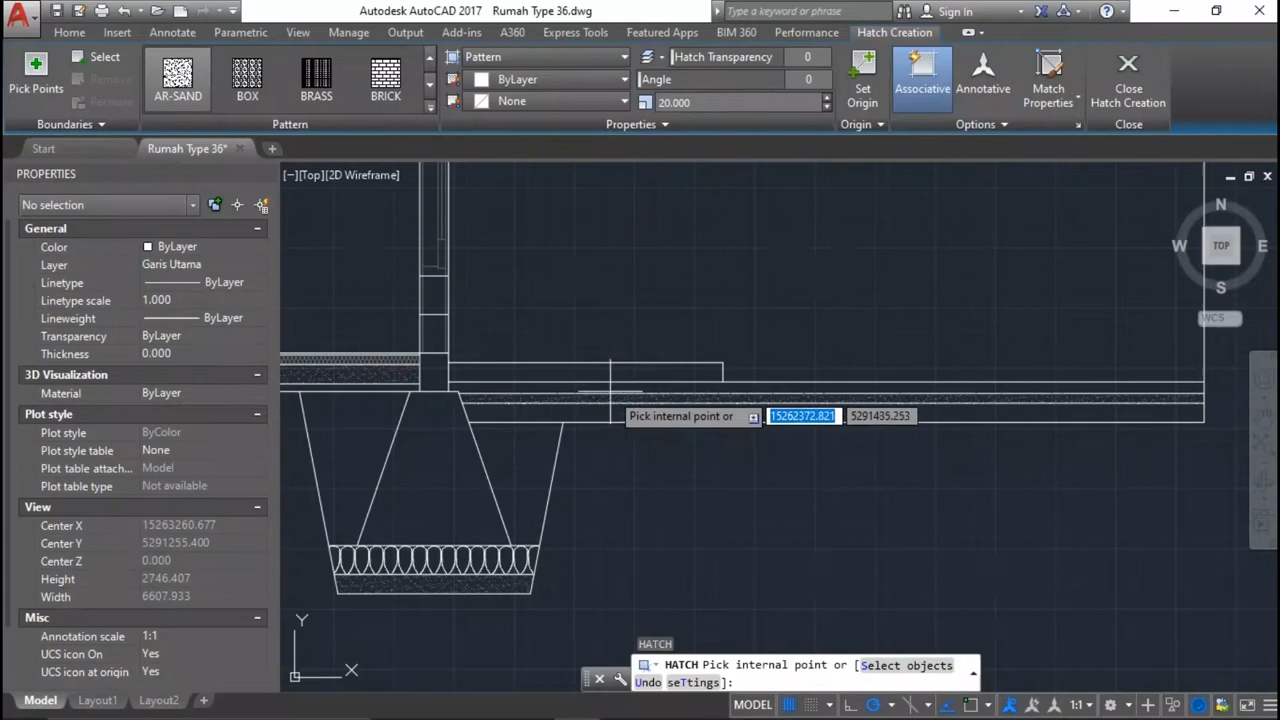 Autodesk AutoCAD 2017 Rumah Type 36.dwg
Type a keyword or phrase
Sign In
Home Insert Annotate Parametric View Manage Output Add-ins A360 Express Tools Featured Apps BIM 360 Performance Hatch Creation
Pick Points
Select
Remove
Recreate
Boundaries
AR-SAND
BOX
BRASS
BRICK
Pattern
Pattern
ByLayer
None
Hatch Transparency 0
Angle 0
20.000
Properties
Set
Origin
Origin
Associative
Annotative
Match
Properties
Options
Close
Hatch Creation
Close
Start
Rumah Type 36*
PROPERTIES
No selection
General
Color ByLayer
Layer Garis Utama
Linetype ByLayer
Linetype scale 1.000
Lineweight ByLayer
Transparency ByLayer
Thickness 0.000
3D Visualization
Material ByLayer
Plot style
Plot style ByColor
Plot style table None
Plot table attach... Model
Plot table type Not available
View
Center X 15263260.677
Center Y 5291255.400
Center Z 0.000
Height 2746.407
Width 6607.933
Misc
Annotation scale 1:1
UCS icon On Yes
UCS icon at origin Yes
[−][Top][2D Wireframe]
N
W TOP E
S
WCS
Pick internal point or 15262372.821 5291435.253
Y
X
HATCH
HATCH Pick internal point or [Select objects
Undo seTtings]:
Model Layout1 Layout2 +
MODEL
1:1